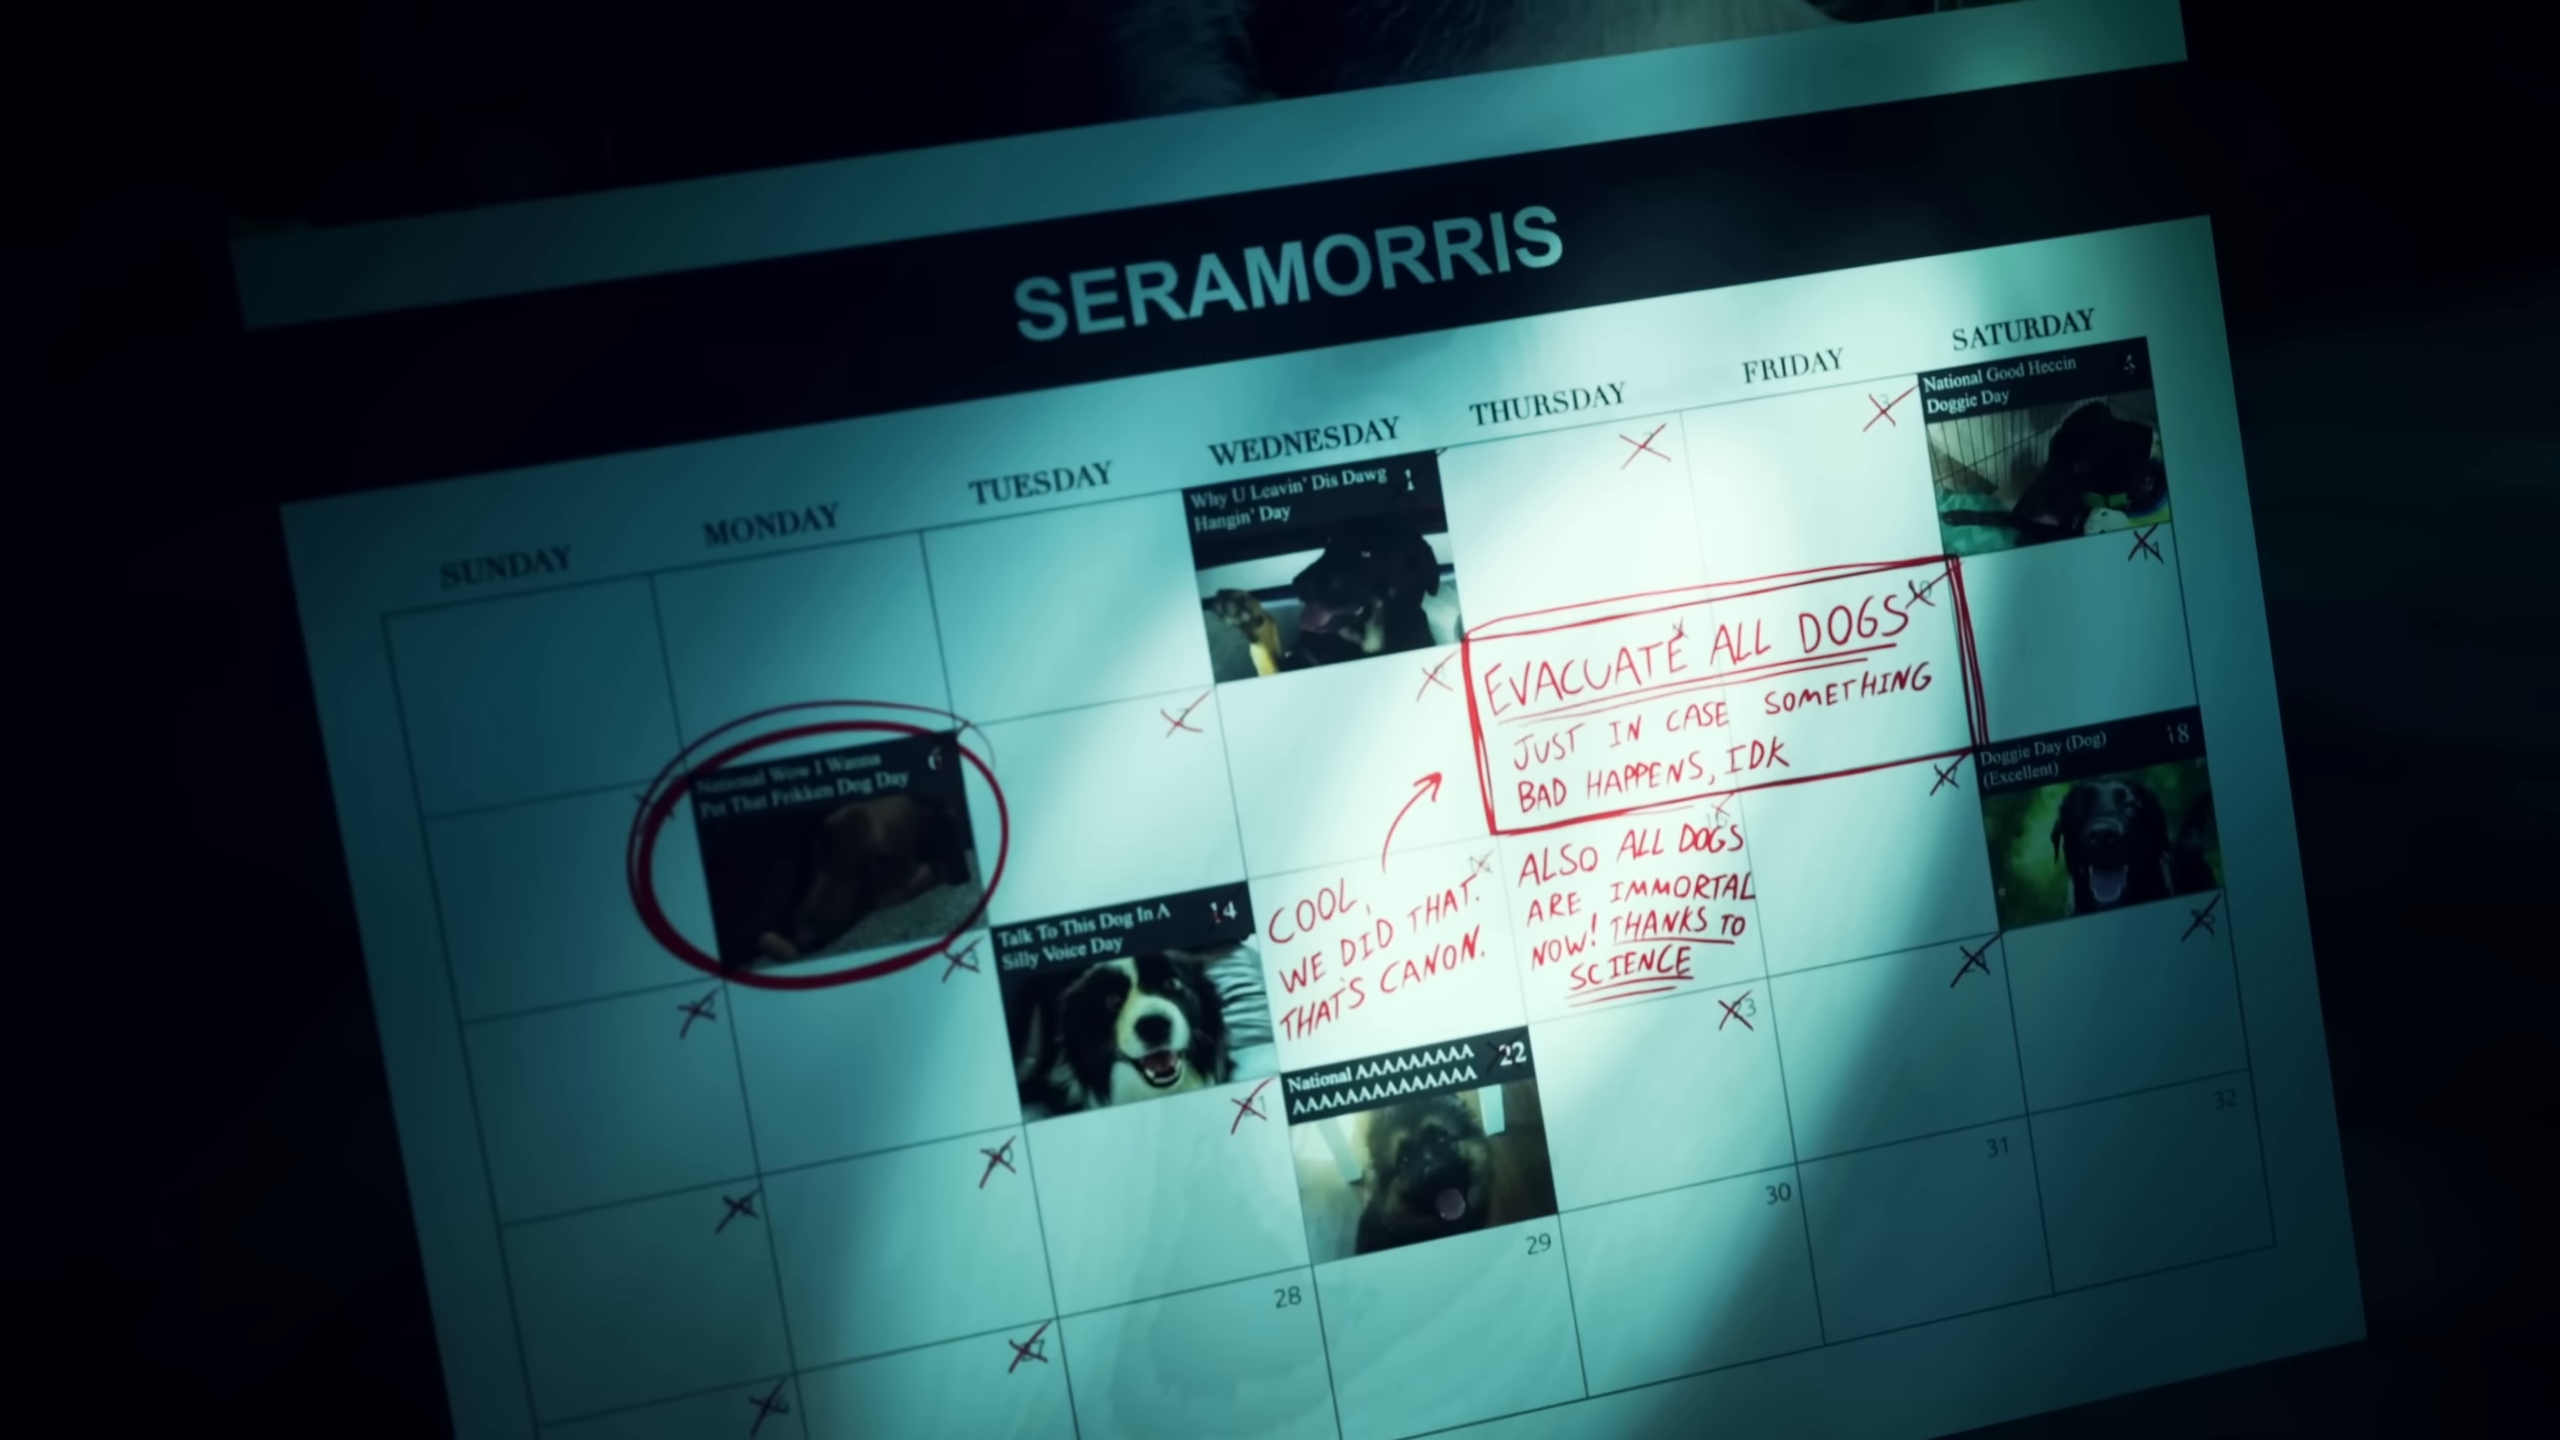 SERAMORRIS
SUNDAY
MONDAY
TUESDAY
WEDNESDAY
THURSDAY
FRIDAY
SATURDAY
Why U Leavin' Dis Dawg
Hangin' Day
1
3
National Good Heccin
Doggie Day
National Wow I Wanna
Pet That Frikken Dog Day
6
EVACUATE ALL DOGS
JUST IN CASE SOMETHING
BAD HAPPENS, IDK
Talk To This Dog In A
Silly Voice Day
14
COOL,
WE DID THAT.
THAT'S CANON.
ALSO ALL DOGS
ARE IMMORTAL
NOW! THANKS TO
SCIENCE
Doggie Day (Dog)
(Excellent)
18
National AAAAAAAAA
AAAAAAAAAAAAAA
22
23
28
29
30
31
32